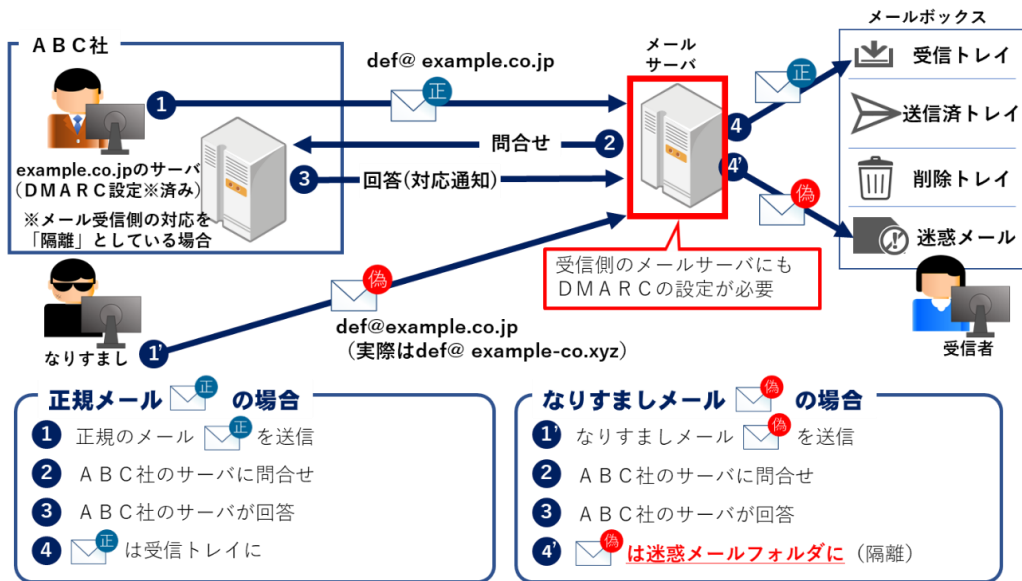 ABC社
example.co.jpのサーバ
(DMARC設定※済み)
※メール受信側の対応を
「隔離」としている場合
1
def@ example.co.jp
正
問合せ
2
3
回答(対応通知)
メール
サーバ
4
正
4'
偽
メールボックス
受信トレイ
送信済トレイ
削除トレイ
迷惑メール
受信者
受信側のメールサーバにも
DMARCの設定が必要
なりすまし
1'
偽
def@example.co.jp
(実際はdef@ example-co.xyz)
正規メール 正 の場合
1 正規のメール 正 を送信
2 ABC社のサーバに問合せ
3 ABC社のサーバが回答
4 正 は受信トレイに
なりすましメール 偽 の場合
1' なりすましメール 偽 を送信
2 ABC社のサーバに問合せ
3 ABC社のサーバが回答
4' 偽 は迷惑メールフォルダに(隔離)